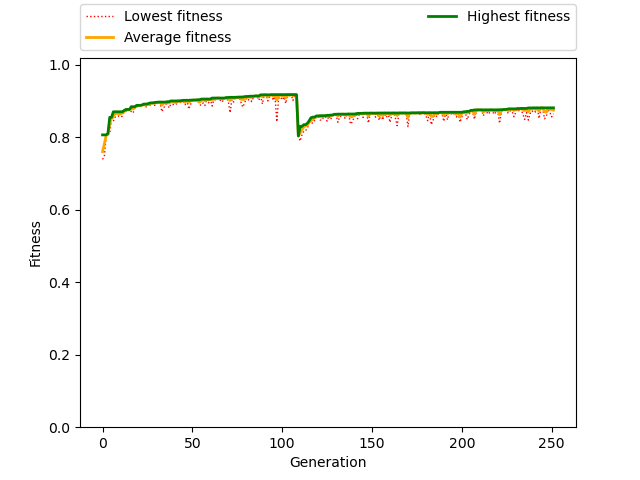 Lowest fitness
Average fitness
Highest fitness
1.0
0.8
0.6
0.4
0.2
0.0
Fitness
0 50 100 150 200 250
Generation